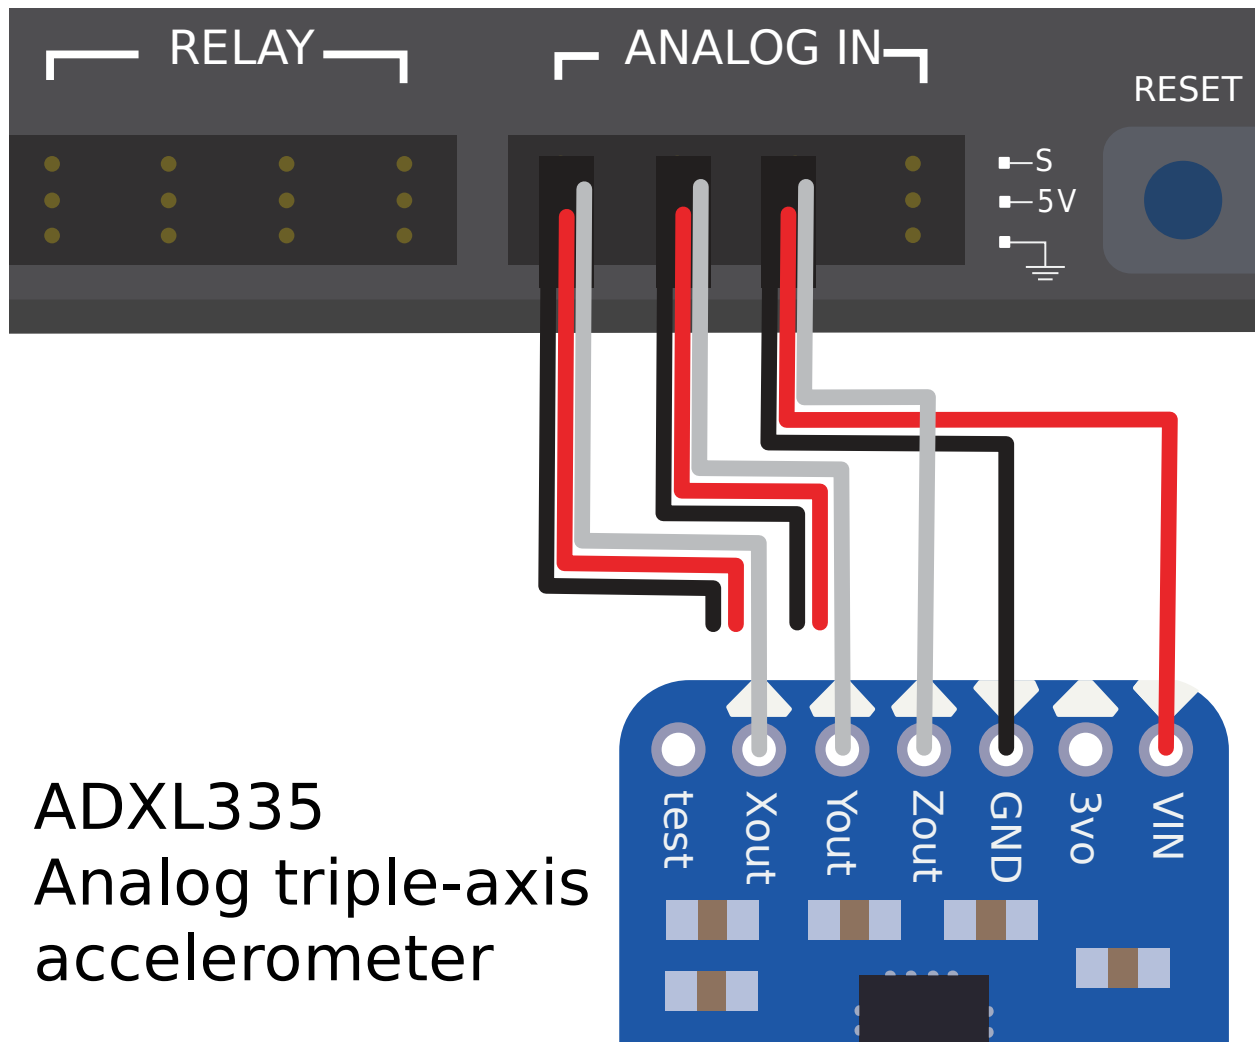 RELAY
ANALOG IN
RESET
S
5V
test
Xout
Yout
Zout
GND
3vo
VIN
ADXL335
Analog triple-axis
accelerometer